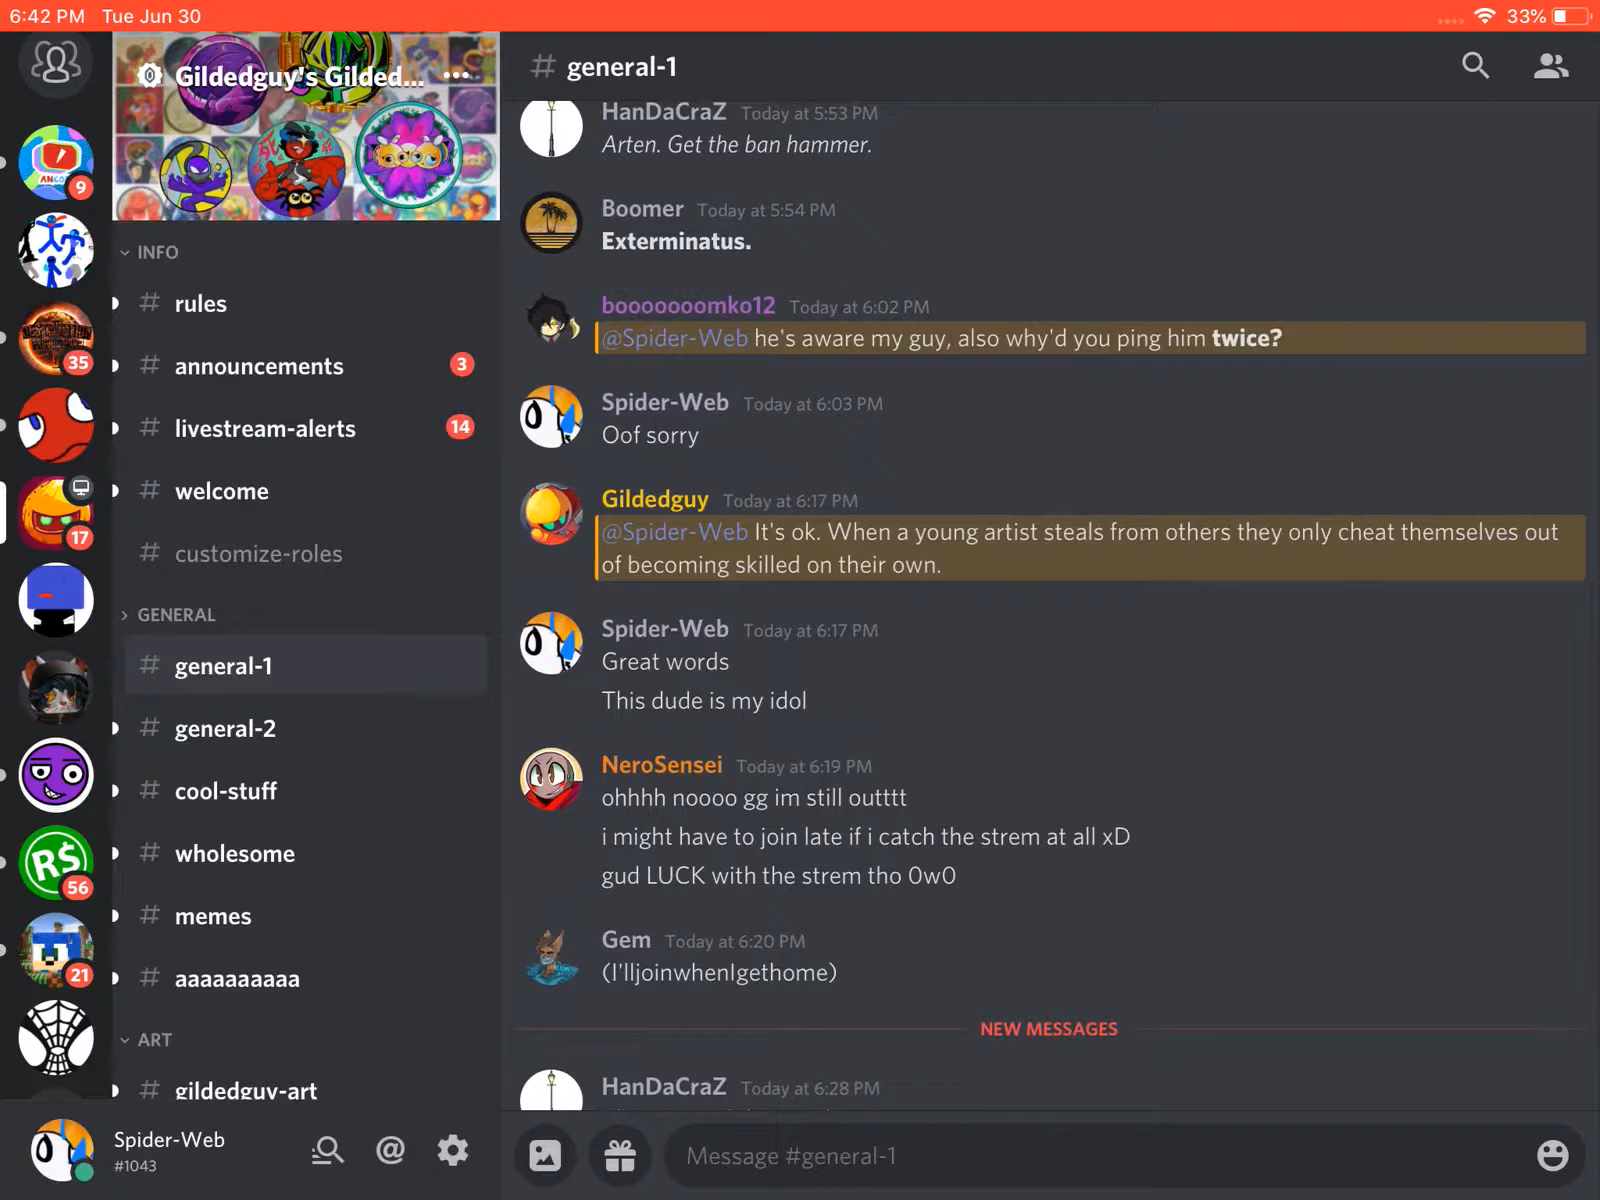 6:42 PM Tue Jun 30
33%
Gildedguy's Gilded...
INFO
rules
announcements
3
livestream-alerts
14
welcome
customize-roles
GENERAL
general-1
general-2
cool-stuff
wholesome
memes
aaaaaaaaaa
ART
gildedguy-art
9
35
17
RS
56
21
Spider-Web
#1043
# general-1
HanDaCraZ Today at 5:53 PM
Arten. Get the ban hammer.
Boomer Today at 5:54 PM
Exterminatus.
booooooomko12 Today at 6:02 PM
@Spider-Web he's aware my guy, also why'd you ping him twice?
Spider-Web Today at 6:03 PM
Oof sorry
Gildedguy Today at 6:17 PM
@Spider-Web It's ok. When a young artist steals from others they only cheat themselves out
of becoming skilled on their own.
Spider-Web Today at 6:17 PM
Great words
This dude is my idol
NeroSensei Today at 6:19 PM
ohhhh noooo gg im still outttt
i might have to join late if i catch the strem at all xD
gud LUCK with the strem tho 0w0
Gem Today at 6:20 PM
(I'lljoinwhenIgethome)
NEW MESSAGES
HanDaCraZ Today at 6:28 PM
Message #general-1